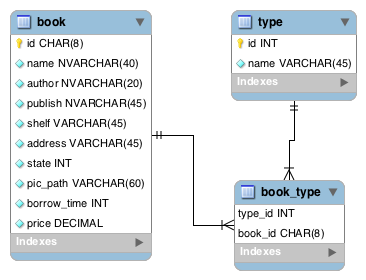 book
id CHAR(8)
name NVARCHAR(40)
author NVARCHAR(20)
publish NVARCHAR(45)
shelf VARCHAR(45)
address VARCHAR(45)
state INT
pic_path VARCHAR(60)
borrow_time INT
price DECIMAL
Indexes
type
id INT
name VARCHAR(45)
Indexes
book_type
type_id INT
book_id CHAR(8)
Indexes